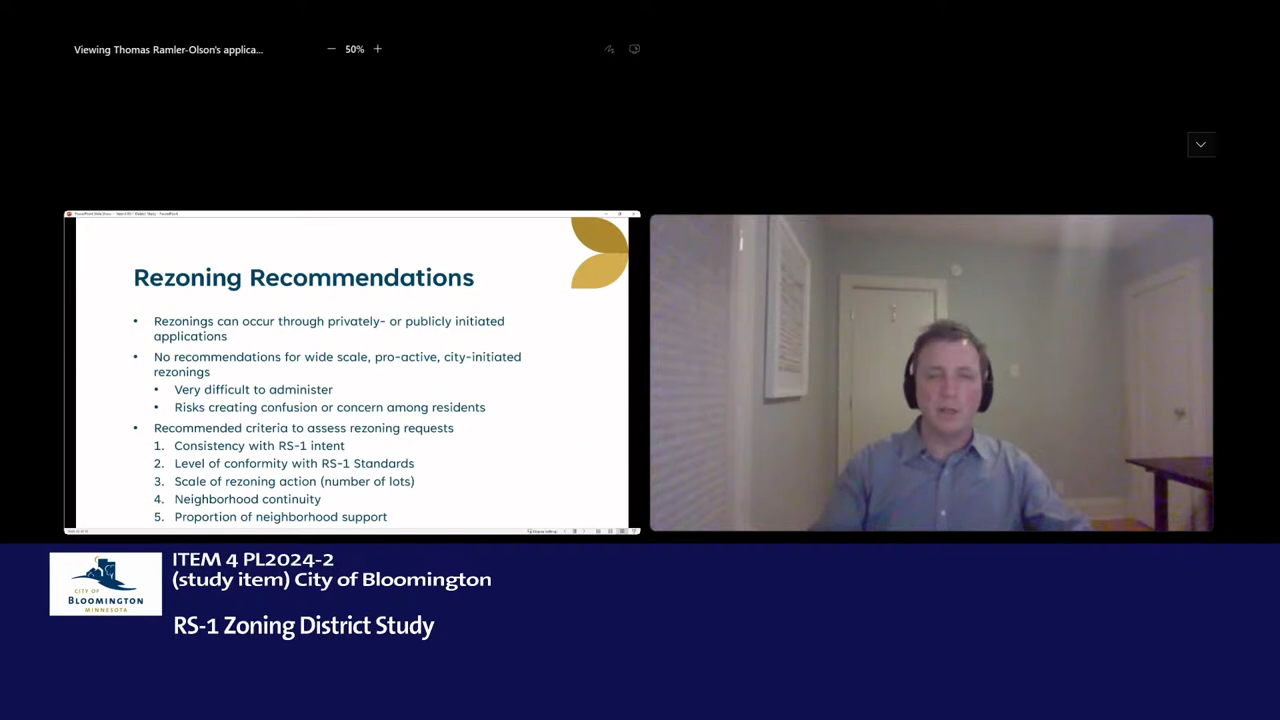 Viewing Thomas Ramler-Olson's applica...
50%
Rezoning Recommendations
• Rezonings can occur through privately- or publicly initiated
applications
• No recommendations for wide scale, pro-active, city-initiated
rezonings
• Very difficult to administer
• Risks creating confusion or concern among residents
• Recommended criteria to assess rezoning requests
1. Consistency with RS-1 intent
2. Level of conformity with RS-1 Standards
3. Scale of rezoning action (number of lots)
4. Neighborhood continuity
5. Proportion of neighborhood support
CITY OF
BLOOMINGTON
MINNESOTA
ITEM 4 PL2024-2
(study item) City of Bloomington
RS-1 Zoning District Study